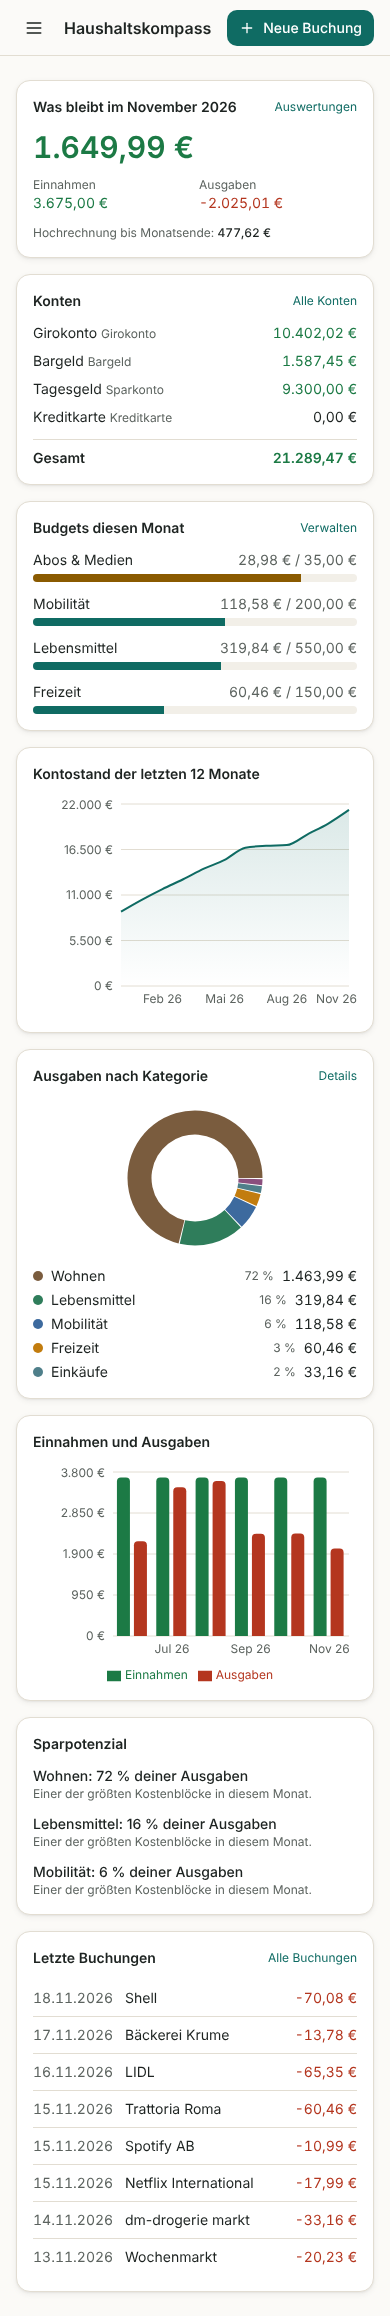 Haushaltskompass
+ Neue Buchung
Was bleibt im November 2026 Auswertungen
1.649,99 €
Einnahmen Ausgaben
3.675,00 € -2.025,01 €
Hochrechnung bis Monatsende: 477,62 €
Konten Alle Konten
Girokonto Girokonto 10.402,02 €
Bargeld Bargeld 1.587,45 €
Tagesgeld Sparkonto 9.300,00 €
Kreditkarte Kreditkarte 0,00 €
Gesamt 21.289,47 €
Budgets diesen Monat Verwalten
Abos & Medien 28,98 € / 35,00 €
Mobilität 118,58 € / 200,00 €
Lebensmittel 319,84 € / 550,00 €
Freizeit 60,46 € / 150,00 €
Kontostand der letzten 12 Monate
22.000 €
16.500 €
11.000 €
5.500 €
0 €
Feb 26 Mai 26 Aug 26 Nov 26
Ausgaben nach Kategorie Details
Wohnen 72 % 1.463,99 €
Lebensmittel 16 % 319,84 €
Mobilität 6 % 118,58 €
Freizeit 3 % 60,46 €
Einkäufe 2 % 33,16 €
Einnahmen und Ausgaben
3.800 €
2.850 €
1.900 €
950 €
0 €
Jul 26 Sep 26 Nov 26
Einnahmen Ausgaben
Sparpotenzial
Wohnen: 72 % deiner Ausgaben
Einer der größten Kostenblöcke in diesem Monat.
Lebensmittel: 16 % deiner Ausgaben
Einer der größten Kostenblöcke in diesem Monat.
Mobilität: 6 % deiner Ausgaben
Einer der größten Kostenblöcke in diesem Monat.
Letzte Buchungen Alle Buchungen
18.11.2026 Shell -70,08 €
17.11.2026 Bäckerei Krume -13,78 €
16.11.2026 LIDL -65,35 €
15.11.2026 Trattoria Roma -60,46 €
15.11.2026 Spotify AB -10,99 €
15.11.2026 Netflix International -17,99 €
14.11.2026 dm-drogerie markt -33,16 €
13.11.2026 Wochenmarkt -20,23 €